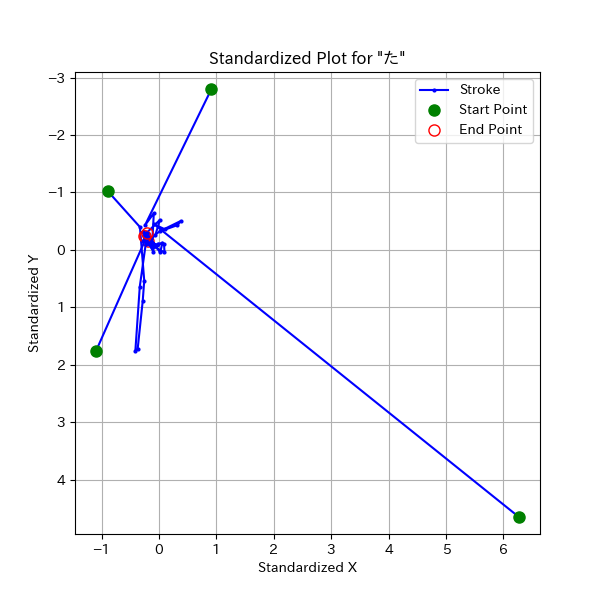 Standardized Plot for "た"
Stroke
Start Point
End Point
−3
−2
−1
0
1
2
3
4
Standardized Y
−1
0
1
2
3
4
5
6
Standardized X